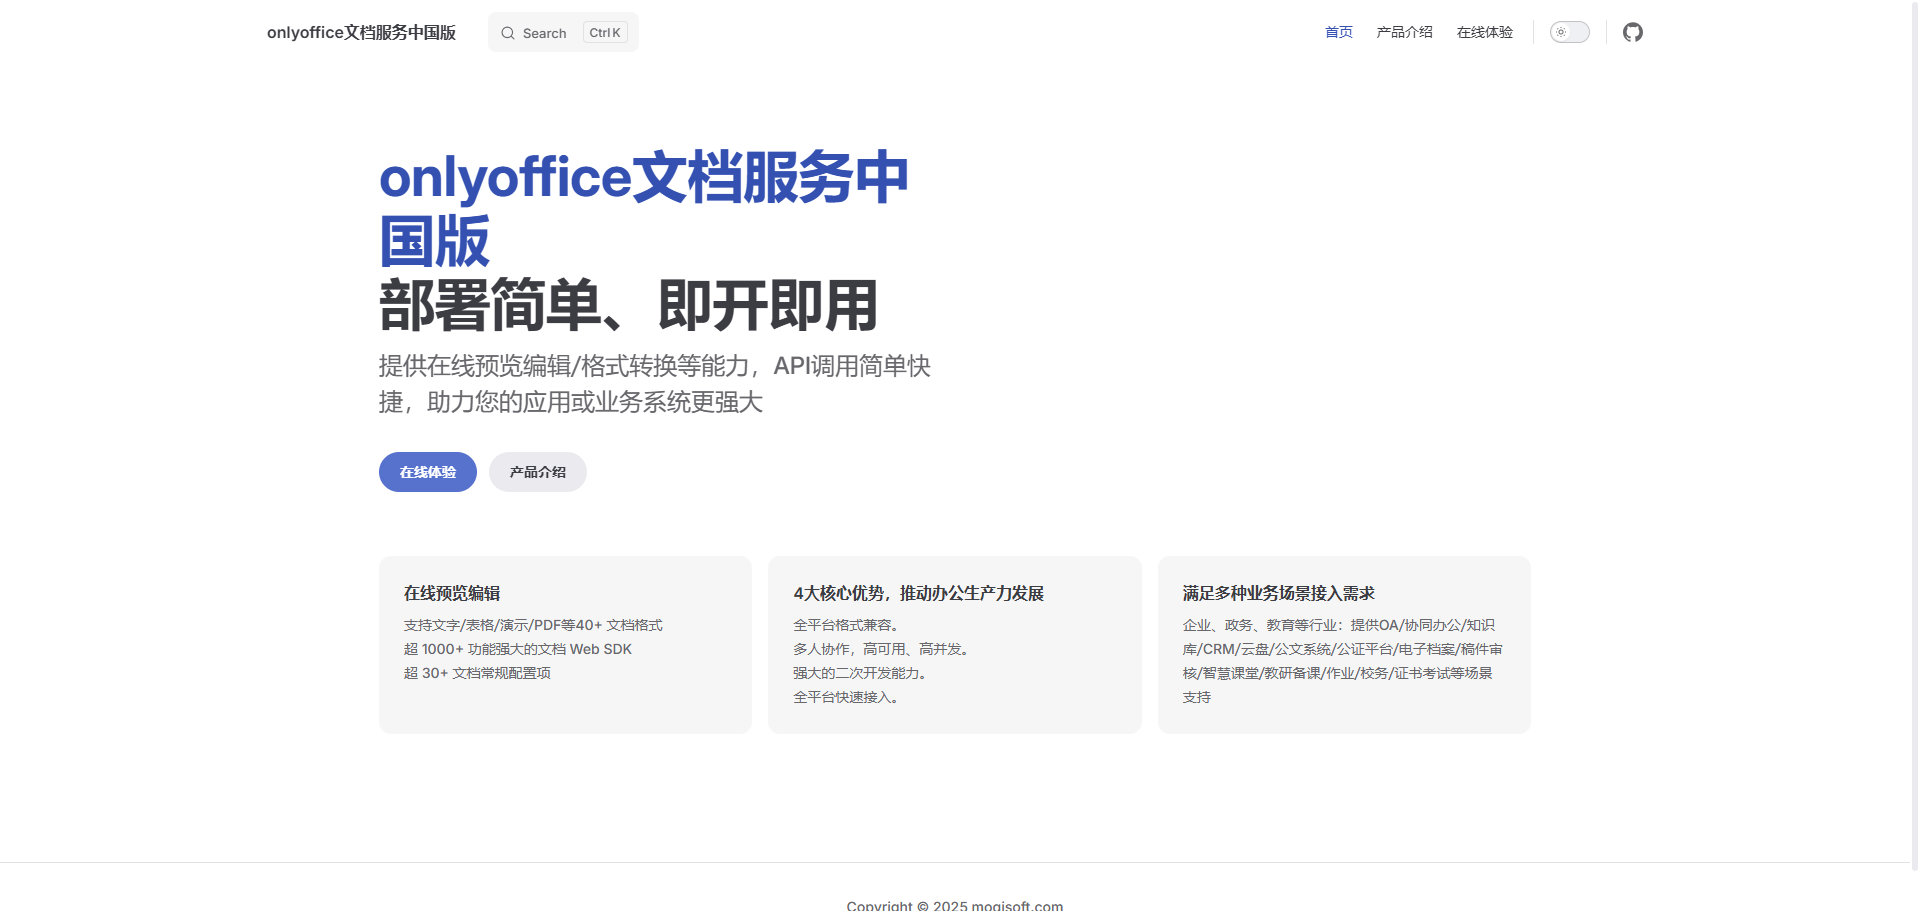 onlyoffice文档服务中国版
Search
Ctrl K
首页
产品介绍
在线体验
onlyoffice文档服务中
国版
部署简单、即开即用
提供在线预览编辑/格式转换等能力，API调用简单快
捷，助力您的应用或业务系统更强大
在线体验
产品介绍
在线预览编辑
支持文字/表格/演示/PDF等40+ 文档格式
超 1000+ 功能强大的文档 Web SDK
超 30+ 文档常规配置项
4大核心优势，推动办公生产力发展
全平台格式兼容。
多人协作，高可用、高并发。
强大的二次开发能力。
全平台快速接入。
满足多种业务场景接入需求
企业、政务、教育等行业：提供OA/协同办公/知识
库/CRM/云盘/公文系统/公证平台/电子档案/稿件审
核/智慧课堂/教研备课/作业/校务/证书考试等场景
支持
Copyright © 2025 moqisoft.com